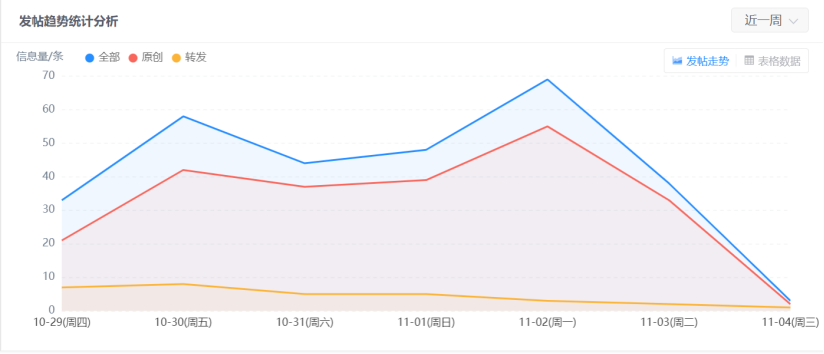 发帖趋势统计分析
近一周
信息量/条
全部 原创 转发
发帖走势 表格数据
70
60
50
40
30
20
10
0
10-29(周四) 10-30(周五) 10-31(周六) 11-01(周日) 11-02(周一) 11-03(周二) 11-04(周三)